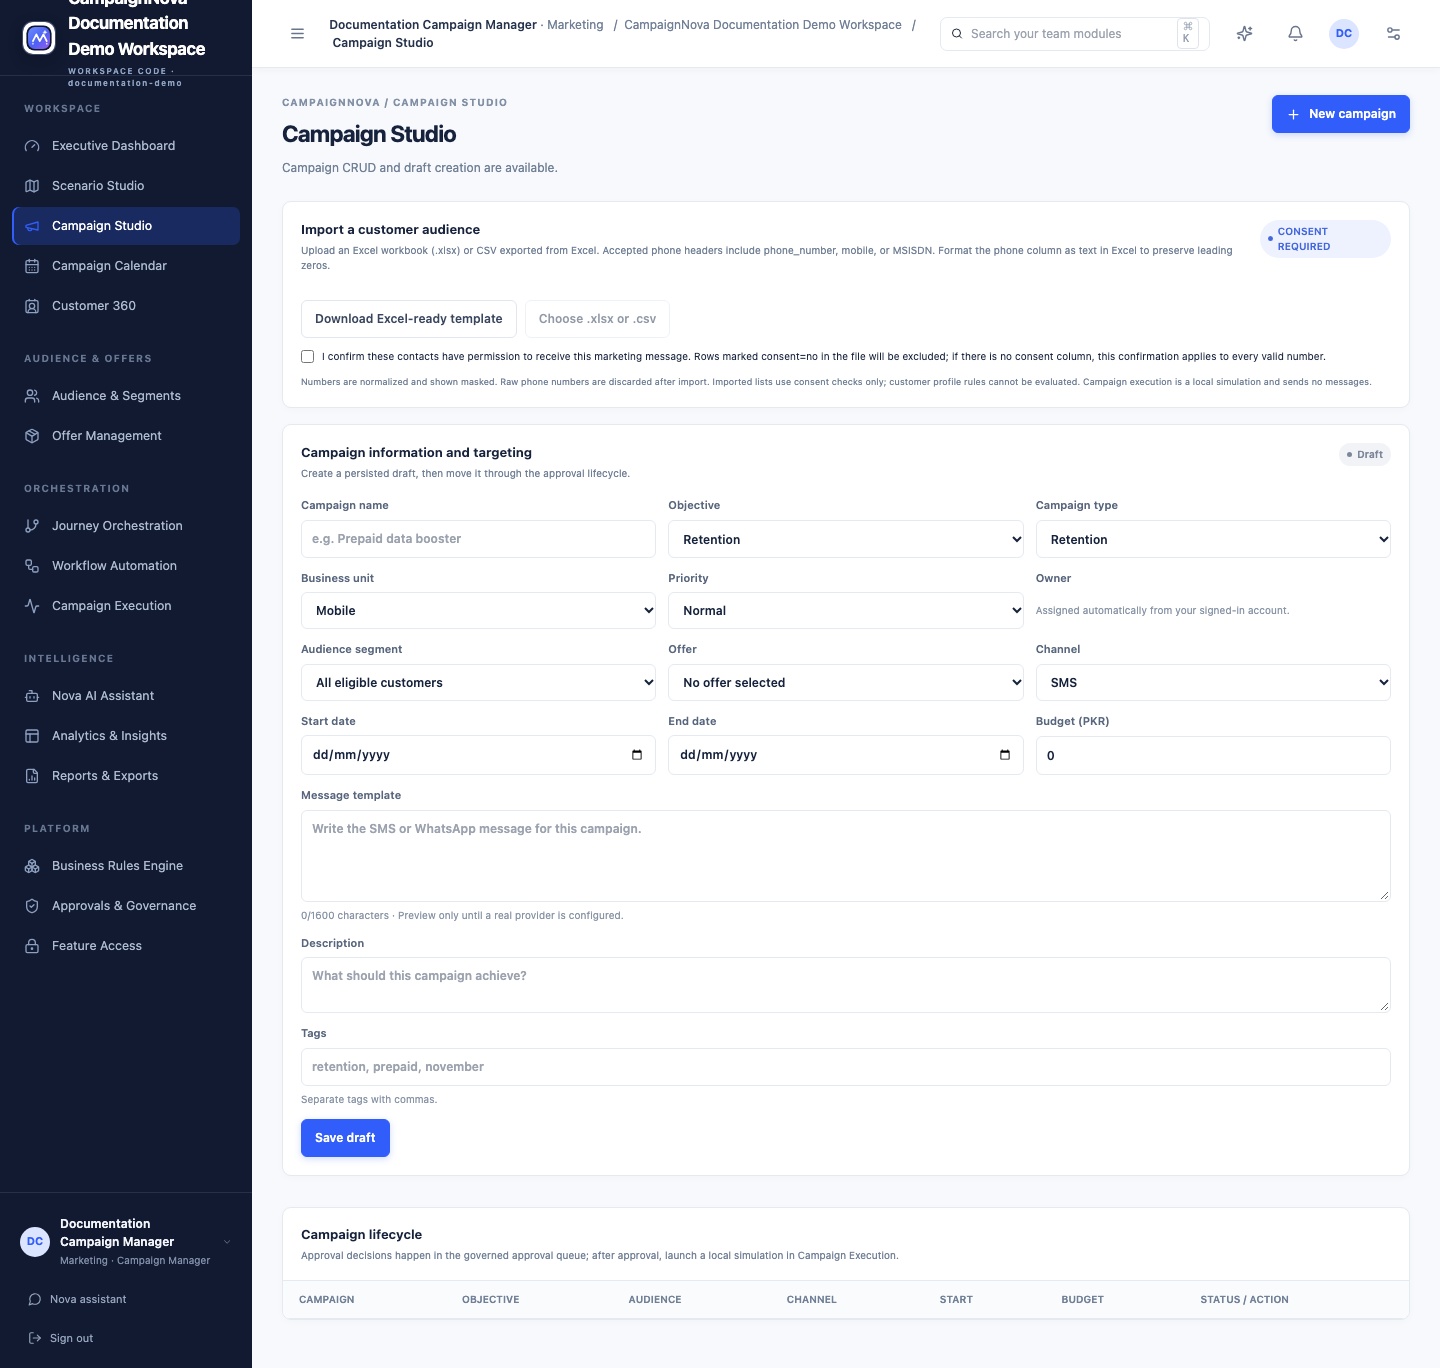 CampaignNova
Documentation
Demo Workspace
WORKSPACE CODE ·
documentation-demo
WORKSPACE
Executive Dashboard
Scenario Studio
Campaign Studio
Campaign Calendar
Customer 360
AUDIENCE & OFFERS
Audience & Segments
Offer Management
ORCHESTRATION
Journey Orchestration
Workflow Automation
Campaign Execution
INTELLIGENCE
Nova AI Assistant
Analytics & Insights
Reports & Exports
PLATFORM
Business Rules Engine
Approvals & Governance
Feature Access
DC
Documentation
Campaign Manager
Marketing · Campaign Manager
Nova assistant
Sign out
Documentation Campaign Manager · Marketing / CampaignNova Documentation Demo Workspace /
Campaign Studio
Search your team modules
⌘
K
DC
CAMPAIGNNOVA / CAMPAIGN STUDIO
Campaign Studio
Campaign CRUD and draft creation are available.
New campaign
Import a customer audience
Upload an Excel workbook (.xlsx) or CSV exported from Excel. Accepted phone headers include phone_number, mobile, or MSISDN. Format the phone column as text in Excel to preserve leading
zeros.
CONSENT
REQUIRED
Download Excel-ready template
Choose .xlsx or .csv
I confirm these contacts have permission to receive this marketing message. Rows marked consent=no in the file will be excluded; if there is no consent column, this confirmation applies to every valid number.
Numbers are normalized and shown masked. Raw phone numbers are discarded after import. Imported lists use consent checks only; customer profile rules cannot be evaluated. Campaign execution is a local simulation and sends no messages.
Campaign information and targeting
Create a persisted draft, then move it through the approval lifecycle.
Draft
Campaign name
Objective
Campaign type
e.g. Prepaid data booster
Retention
Retention
Business unit
Priority
Owner
Mobile
Normal
Assigned automatically from your signed-in account.
Audience segment
Offer
Channel
All eligible customers
No offer selected
SMS
Start date
End date
Budget (PKR)
dd/mm/yyyy
dd/mm/yyyy
0
Message template
Write the SMS or WhatsApp message for this campaign.
0/1600 characters · Preview only until a real provider is configured.
Description
What should this campaign achieve?
Tags
retention, prepaid, november
Separate tags with commas.
Save draft
Campaign lifecycle
Approval decisions happen in the governed approval queue; after approval, launch a local simulation in Campaign Execution.
CAMPAIGN OBJECTIVE AUDIENCE CHANNEL START BUDGET STATUS / ACTION